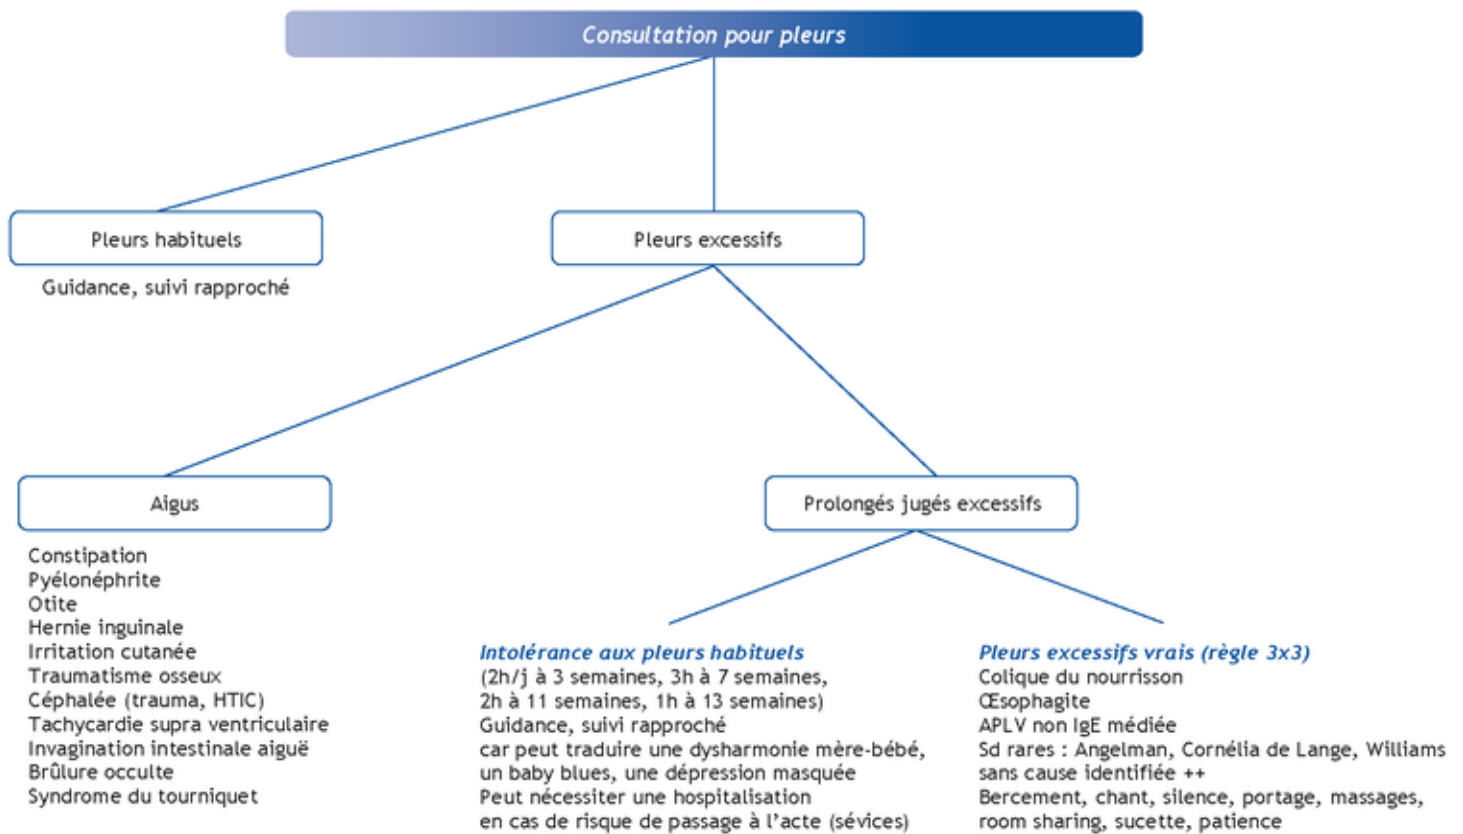 Consultation pour pleurs
Pleurs habituels
Guidance, suivi rapproché
Pleurs excessifs
Aigus
Constipation
Pyélonéphrite
Otite
Hernie inguinale
Irritation cutanée
Traumatisme osseux
Céphalée (trauma, HTIC)
Tachycardie supra ventriculaire
Invagination intestinale aiguë
Brûlure occulte
Syndrome du tourniquet
Prolongés jugés excessifs
Intolérance aux pleurs habituels
(2h/j à 3 semaines, 3h à 7 semaines,
2h à 11 semaines, 1h à 13 semaines)
Guidance, suivi rapproché
car peut traduire une dysharmonie mère-bébé,
un baby blues, une dépression masquée
Peut nécessiter une hospitalisation
en cas de risque de passage à l'acte (sévices)
Pleurs excessifs vrais (règle 3x3)
Colique du nourrisson
Œsophagite
APLV non IgE médiée
Sd rares : Angelman, Cornélia de Lange, Williams
sans cause identifiée ++
Bercement, chant, silence, portage, massages,
room sharing, sucette, patience